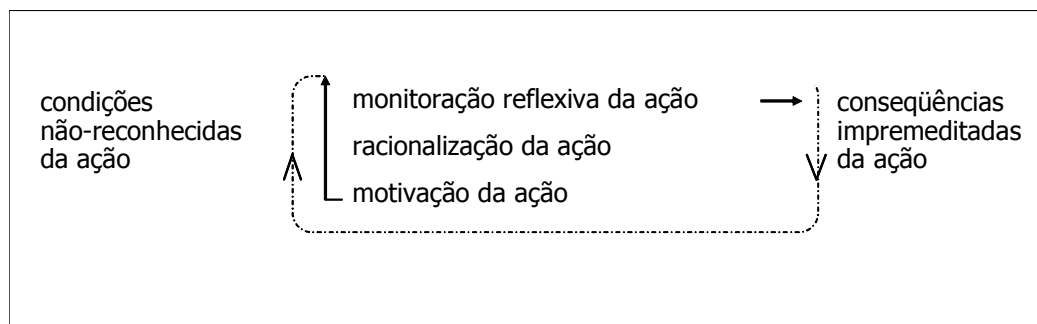 condições
não-reconhecidas
da ação
monitoração reflexiva da ação
racionalização da ação
motivação da ação
conseqüências
impremeditadas
da ação